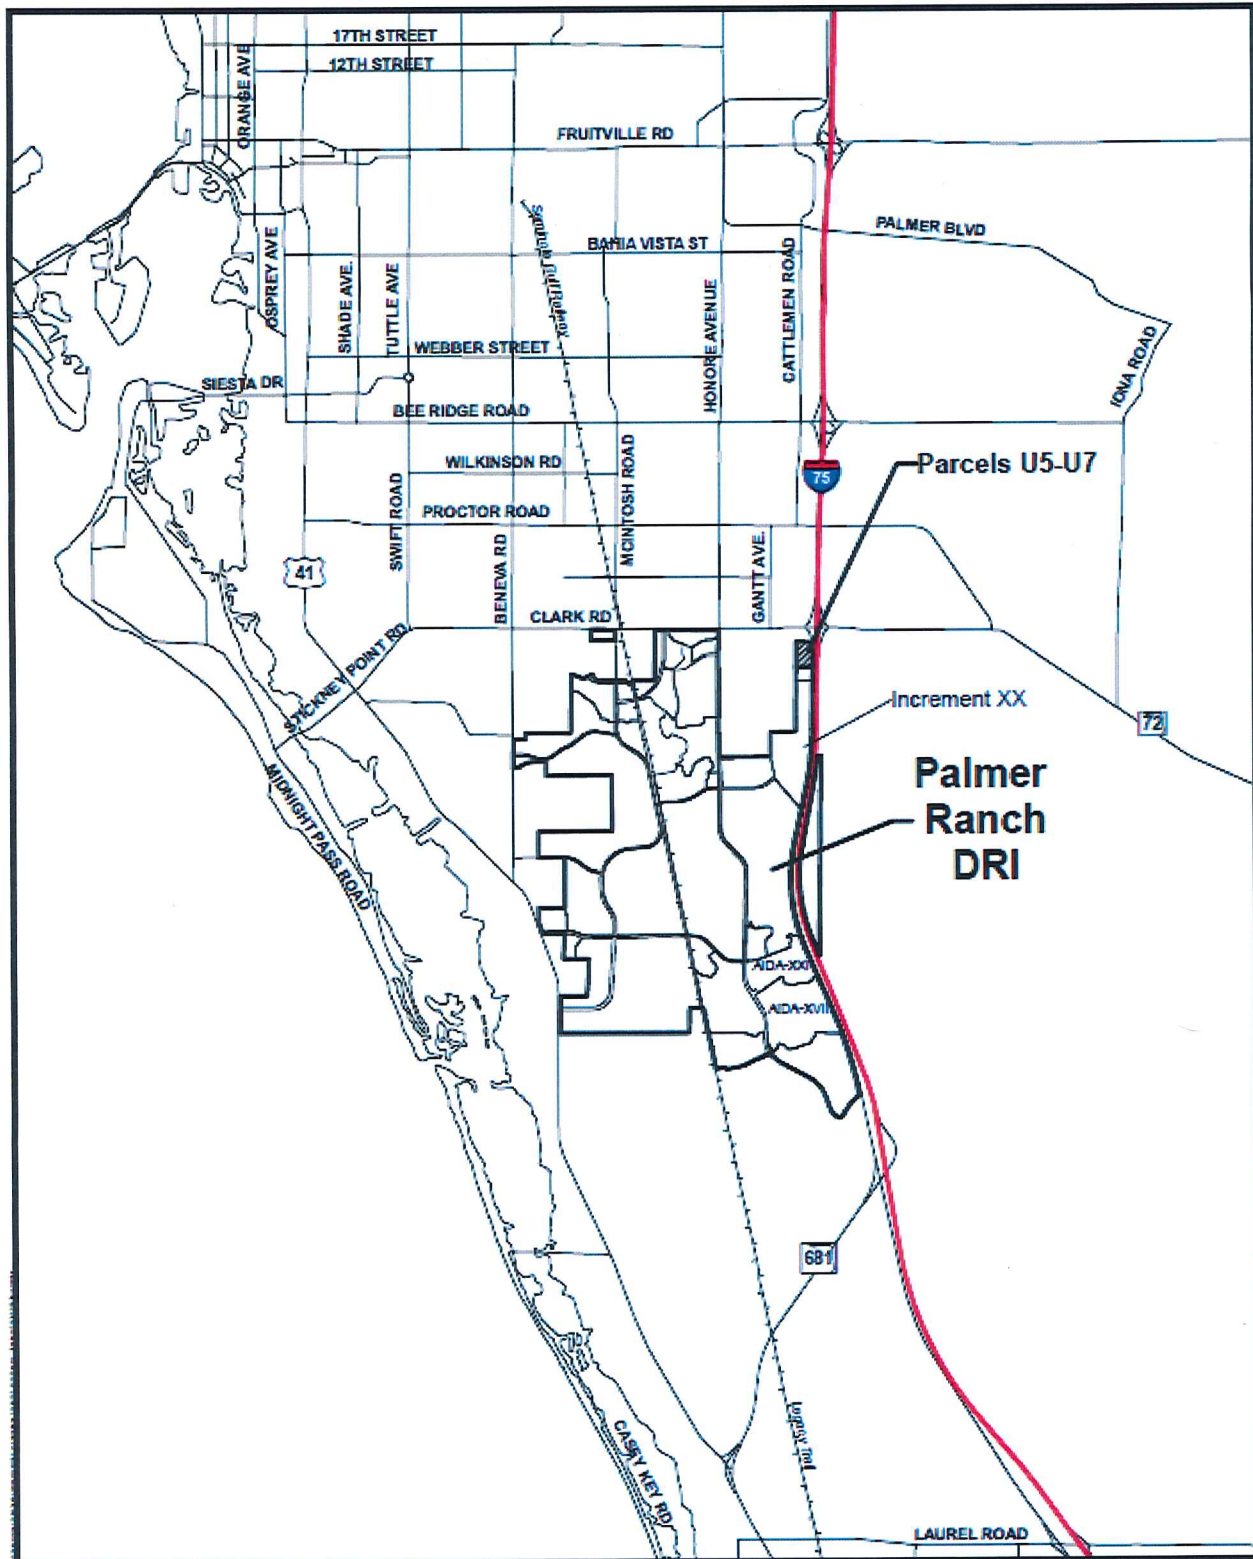 17TH STREET
12TH STREET
ORANGE AVE
FRUITVILLE RD
PALMER BLVD
BAHIA VISTA ST
OSPREY AVE
SHADE AVE.
TUTTLE AVE
HONORE AVENUE
CATTLEMEN ROAD
WEBBER STREET
IONA ROAD
SIESTA DR
BEE RIDGE ROAD
WILKINSON RD
MCINTOSH ROAD
75
Parcels U5-U7
PROCTOR ROAD
SWIFT ROAD
BENEVA RD
GANTT AVE.
41
CLARK RD
STICKNEY POINT RD
Increment XX
72
MIDNIGHT PASS ROAD
Palmer
Ranch
DRI
AIDA-XXI
AIDA-XVIII
681
Legacy Trail
CASEY KEY RD
LAUREL ROAD